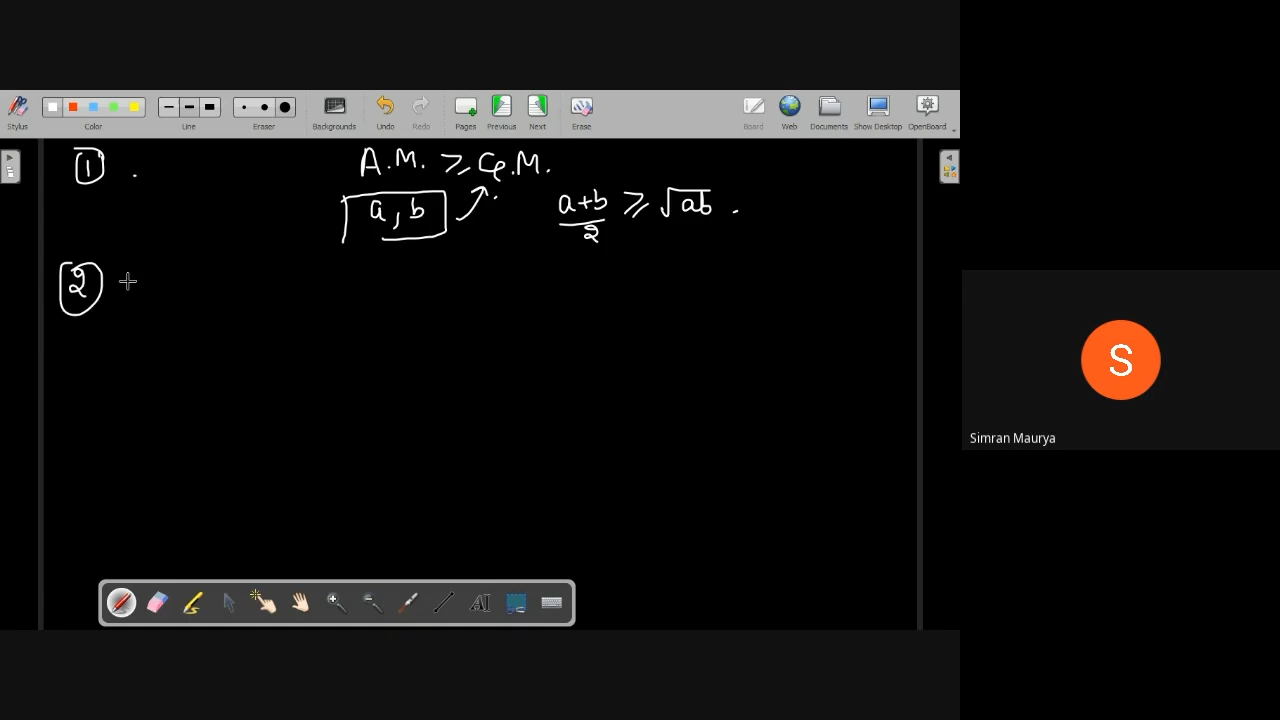 Stylus Color Line Eraser Backgrounds Undo Redo Pages Previous Next Erase Board Web Documents Show Desktop OpenBoard
① . A.M. ⩾ G.M.
a, b a+b/2 ⩾ √ab .
②
AI
S
Simran Maurya